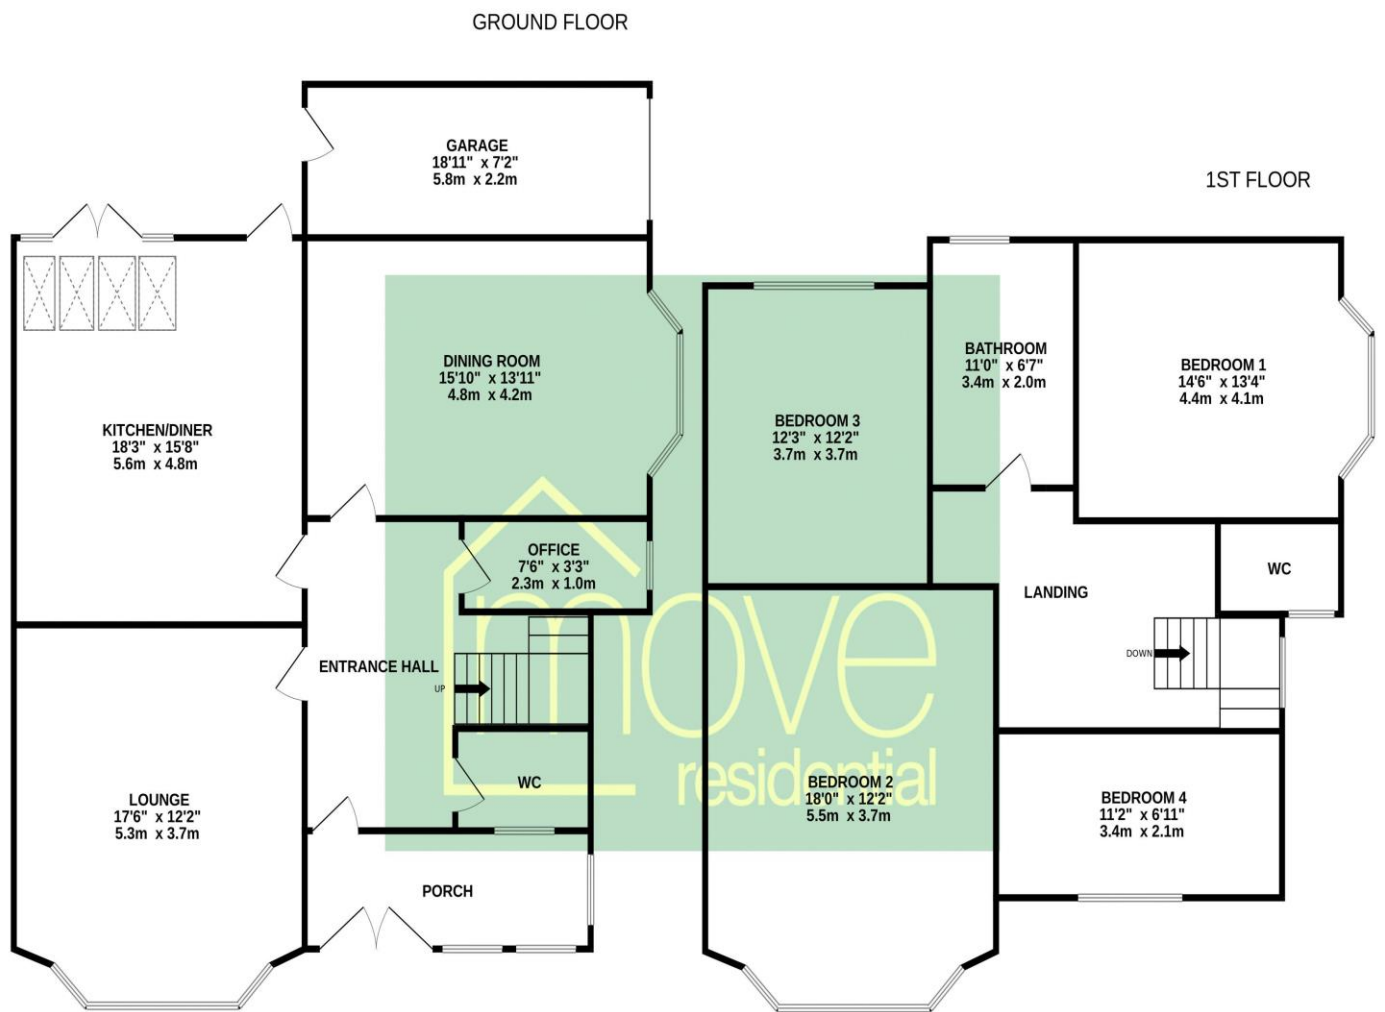 GROUND FLOOR
GARAGE
18'11" x 7'2"
5.8m x 2.2m
1ST FLOOR
KITCHEN/DINER
18'3" x 15'8"
5.6m x 4.8m
DINING ROOM
15'10" x 13'11"
4.8m x 4.2m
BEDROOM 3
12'3" x 12'2"
3.7m x 3.7m
BATHROOM
11'0" x 6'7"
3.4m x 2.0m
BEDROOM 1
14'6" x 13'4"
4.4m x 4.1m
OFFICE
7'6" x 3'3"
2.3m x 1.0m
WC
LANDING
DOWN
ENTRANCE HALL
UP
move
residential
WC
LOUNGE
17'6" x 12'2"
5.3m x 3.7m
BEDROOM 2
18'0" x 12'2"
5.5m x 3.7m
BEDROOM 4
11'2" x 6'11"
3.4m x 2.1m
PORCH